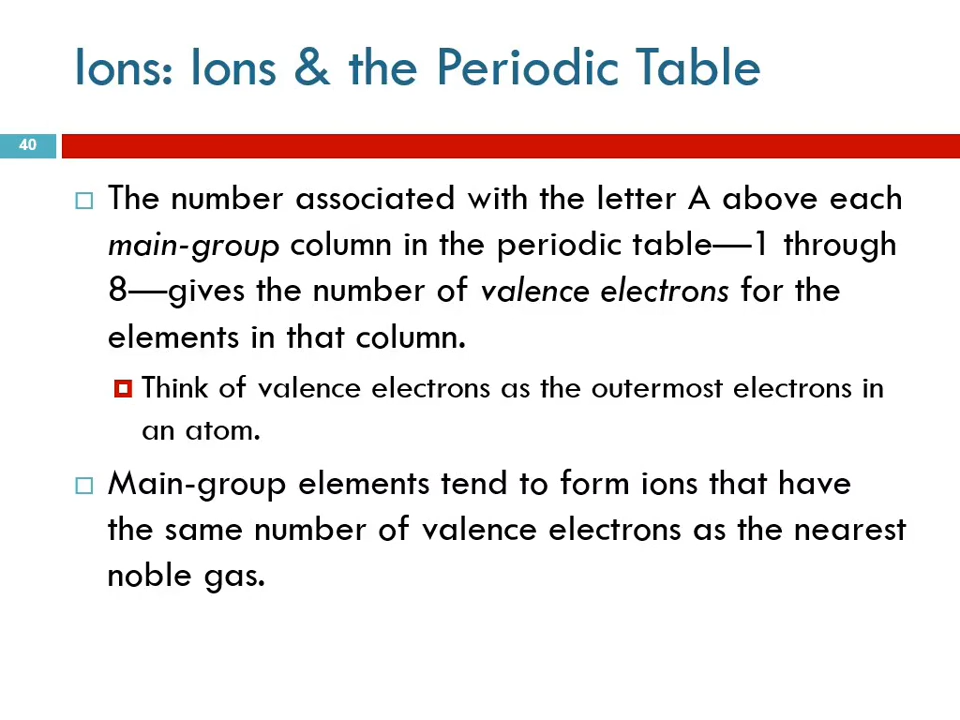 Ions: Ions & the Periodic Table
40
The number associated with the letter A above each
main-group column in the periodic table—1 through
8—gives the number of valence electrons for the
elements in that column.
Think of valence electrons as the outermost electrons in
an atom.
Main-group elements tend to form ions that have
the same number of valence electrons as the nearest
noble gas.